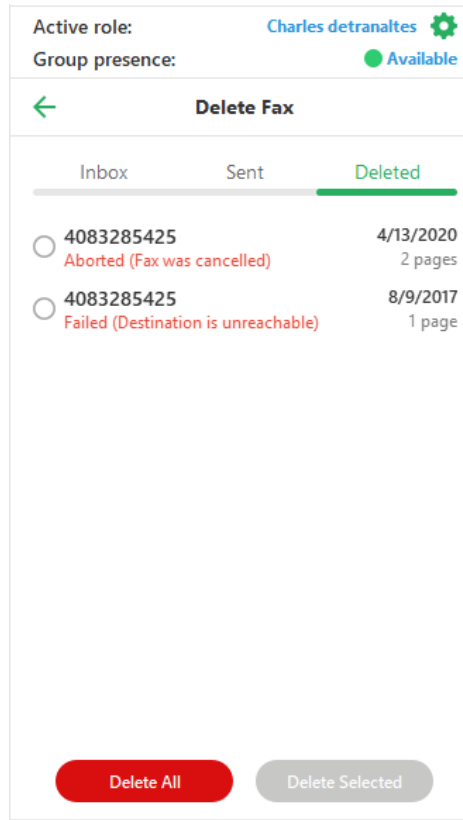 Active role: Charles detranaltes
Group presence: Available
Delete Fax
Inbox Sent Deleted
4083285425 4/13/2020
Aborted (Fax was cancelled) 2 pages
4083285425 8/9/2017
Failed (Destination is unreachable) 1 page
Delete All Delete Selected